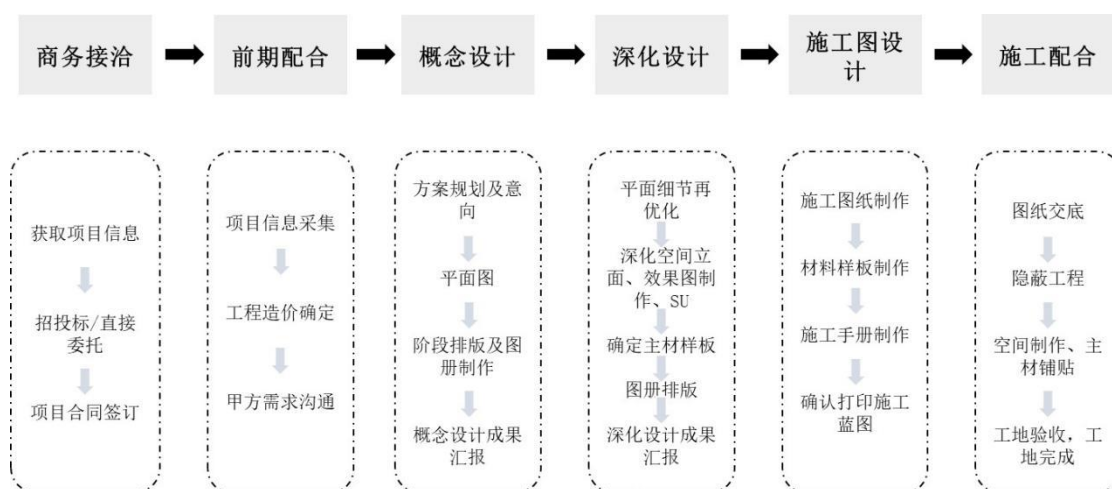 商务接洽
前期配合
概念设计
深化设计
施工图设
计
施工配合
获取项目信息
招投标/直接
委托
项目合同签订
项目信息采集
工程造价确定
甲方需求沟通
方案规划及意
向
平面图
阶段排版及图
册制作
概念设计成果
汇报
平面细节再
优化
深化空间立
面、效果图制
作、SU
确定主材样板
图册排版
深化设计成果
汇报
施工图纸制作
材料样板制作
施工手册制作
确认打印施工
蓝图
图纸交底
隐蔽工程
空间制作、主
材铺贴
工地验收，工
地完成